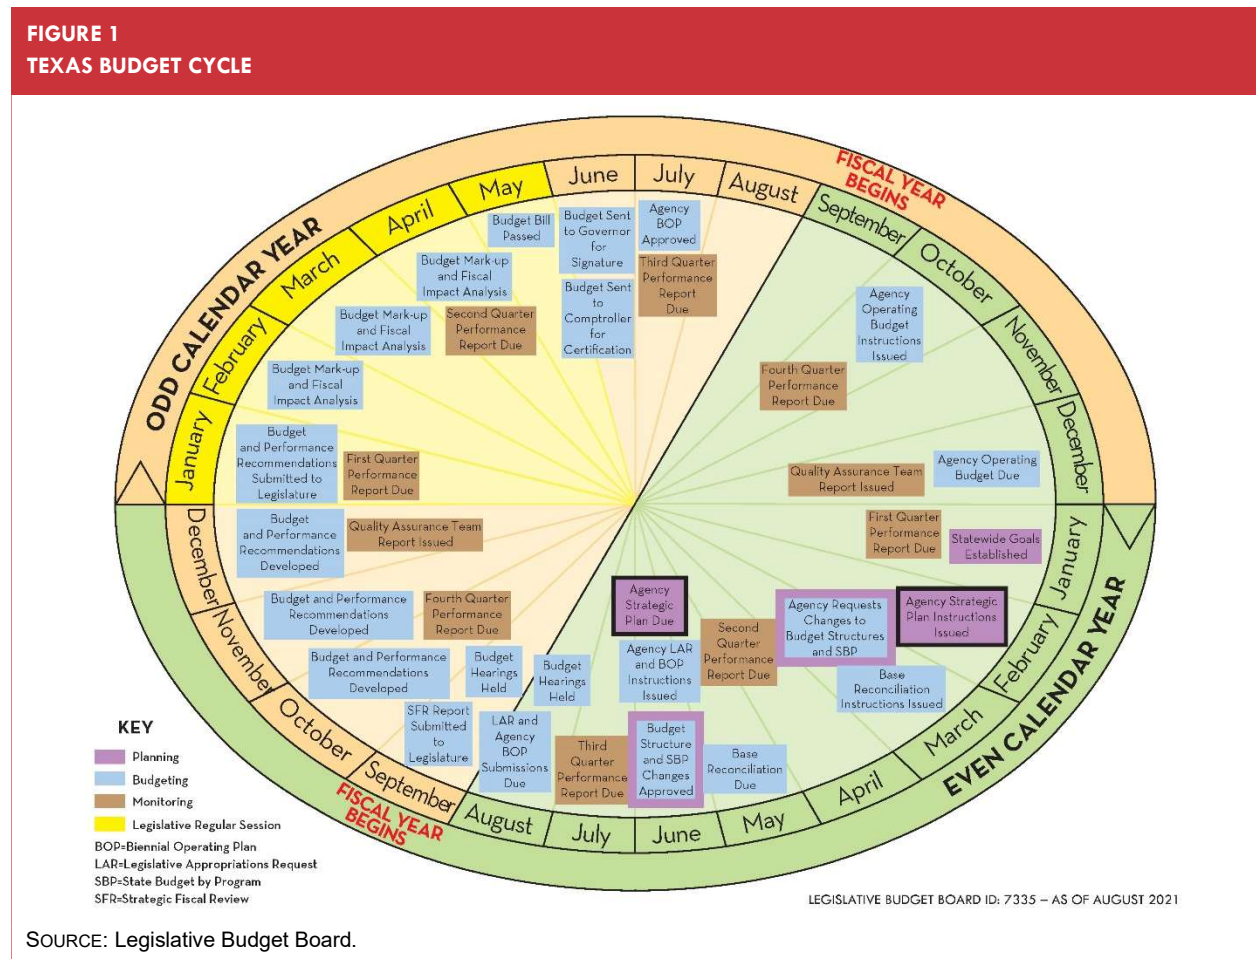 FIGURE 1
TEXAS BUDGET CYCLE
ODD CALENDAR YEAR
FISCAL YEAR
BEGINS
January
February
March
April
May
June
July
August
September
October
November
December
Budget Bill
Passed
Budget Sent
to Governor
for
Signature
Agency
BOP
Approved
Budget Mark-up
and Fiscal
Impact Analysis
Third Quarter
Performance
Report
Due
Budget Sent
to
Comptroller
for
Certification
Agency
Operating
Budget
Instructions
Issued
Budget Mark-up
and Fiscal
Impact Analysis
Second Quarter
Performance
Report Due
Budget Mark-up
and Fiscal
Impact Analysis
Fourth Quarter
Performance
Report Due
Budget
and Performance
Recommendations
Submitted to
Legislature
First Quarter
Performance
Report Due
Quality Assurance Team
Report Issued
Agency Operating
Budget Due
Budget
and Performance
Recommendations
Developed
Quality Assurance Team
Report Issued
First Quarter
Performance
Report Due
Statewide Goals
Established
Budget and Performance
Recommendations
Developed
Fourth Quarter
Performance
Report Due
Agency
Strategic
Plan Due
Second
Quarter
Performance
Report Due
Agency Requests
Changes to
Budget Structures
and SBP
Agency Strategic
Plan Instructions
Issued
Budget and Performance
Recommendations
Developed
Budget
Hearings
Held
Budget
Hearings
Held
Agency LAR
and BOP
Instructions
Issued
Base
Reconciliation
Instructions Issued
SFR Report
Submitted
to
Legislature
LAR and
Agency
BOP
Submissions
Due
Third
Quarter
Performance
Report Due
Budget
Structure
and SBP
Changes
Approved
Base
Reconciliation
Due
December
November
October
September
August
July
June
May
April
March
February
January
FISCAL YEAR
BEGINS
EVEN CALENDAR YEAR
KEY
Planning
Budgeting
Monitoring
Legislative Regular Session
BOP=Biennial Operating Plan
LAR=Legislative Appropriations Request
SBP=State Budget by Program
SFR=Strategic Fiscal Review
LEGISLATIVE BUDGET BOARD ID: 7335 – AS OF AUGUST 2021
SOURCE: Legislative Budget Board.